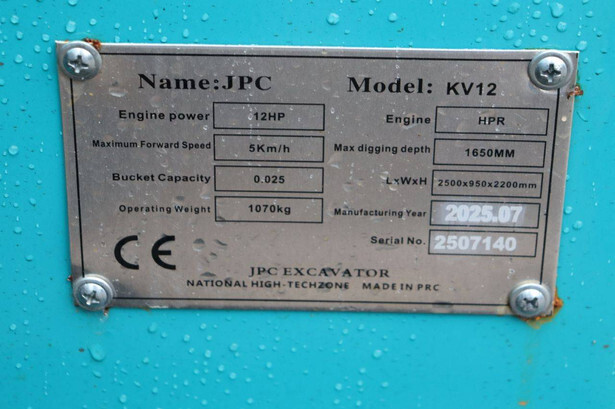 Name:JPC Model: KV12
Engine power 12HP Engine HPR
Maximum Forward Speed 5Km/h Max digging depth 1650MM
Bucket Capacity 0.025 LxWxH 2500x950x2200mm
Operating Weight 1070kg Manufacturing Year 2025.07
Serial No. 2507140
CE
JPC EXCAVATOR
NATIONAL HIGH-TECHZONE MADE IN PRC